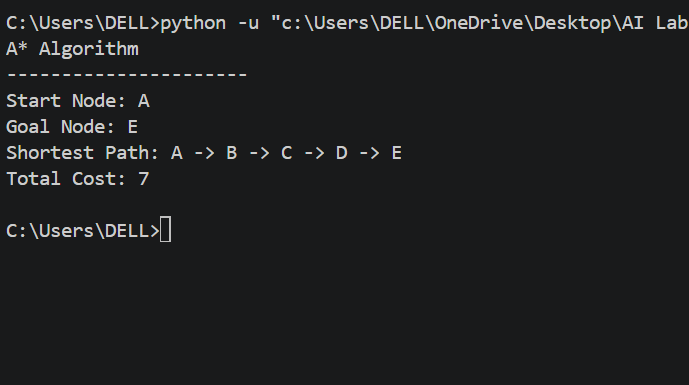 C:\Users\DELL>python -u "c:\Users\DELL\OneDrive\Desktop\AI Lab
A* Algorithm
----------------------
Start Node: A
Goal Node: E
Shortest Path: A -> B -> C -> D -> E
Total Cost: 7
C:\Users\DELL>